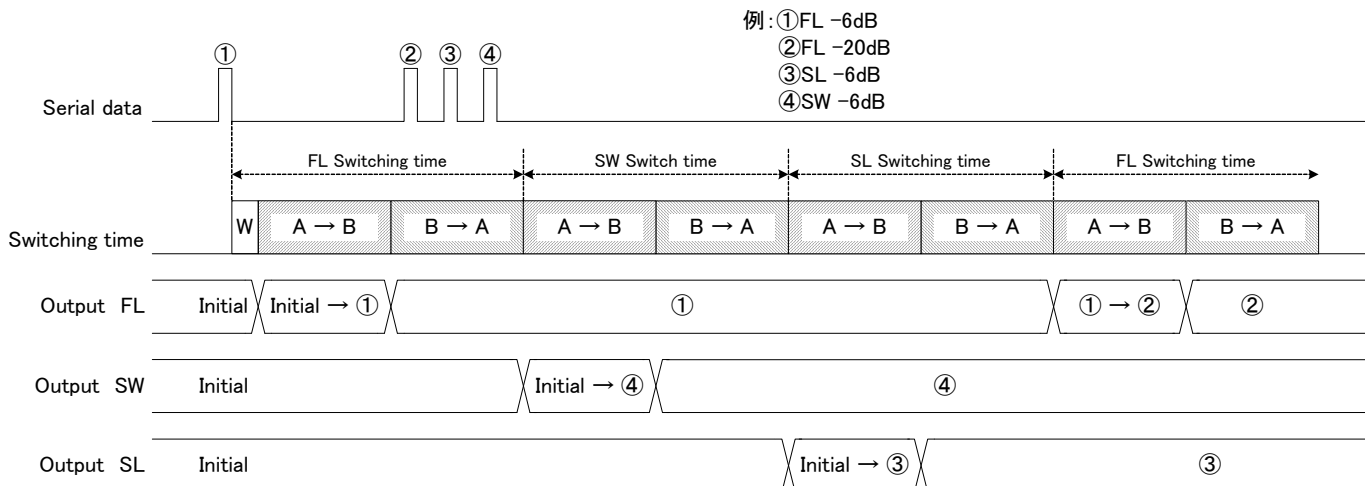 例:①FL -6dB
②FL -20dB
③SL -6dB
④SW -6dB
① ② ③ ④
Serial data
FL Switching time SW Switch time SL Switching time FL Switching time
Switching time W A → B B → A A → B B → A A → B B → A A → B B → A
Output FL Initial Initial → ① ① ① → ② ②
Output SW Initial Initial → ④ ④
Output SL Initial Initial → ③ ③